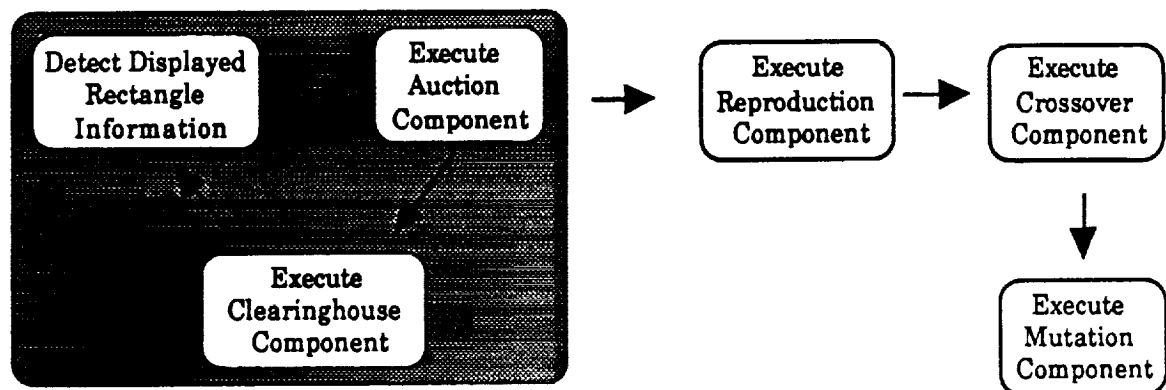 Detect Displayed
Rectangle
Information
Execute
Auction
Component
Execute
Clearinghouse
Component
Execute
Reproduction
Component
Execute
Crossover
Component
Execute
Mutation
Component